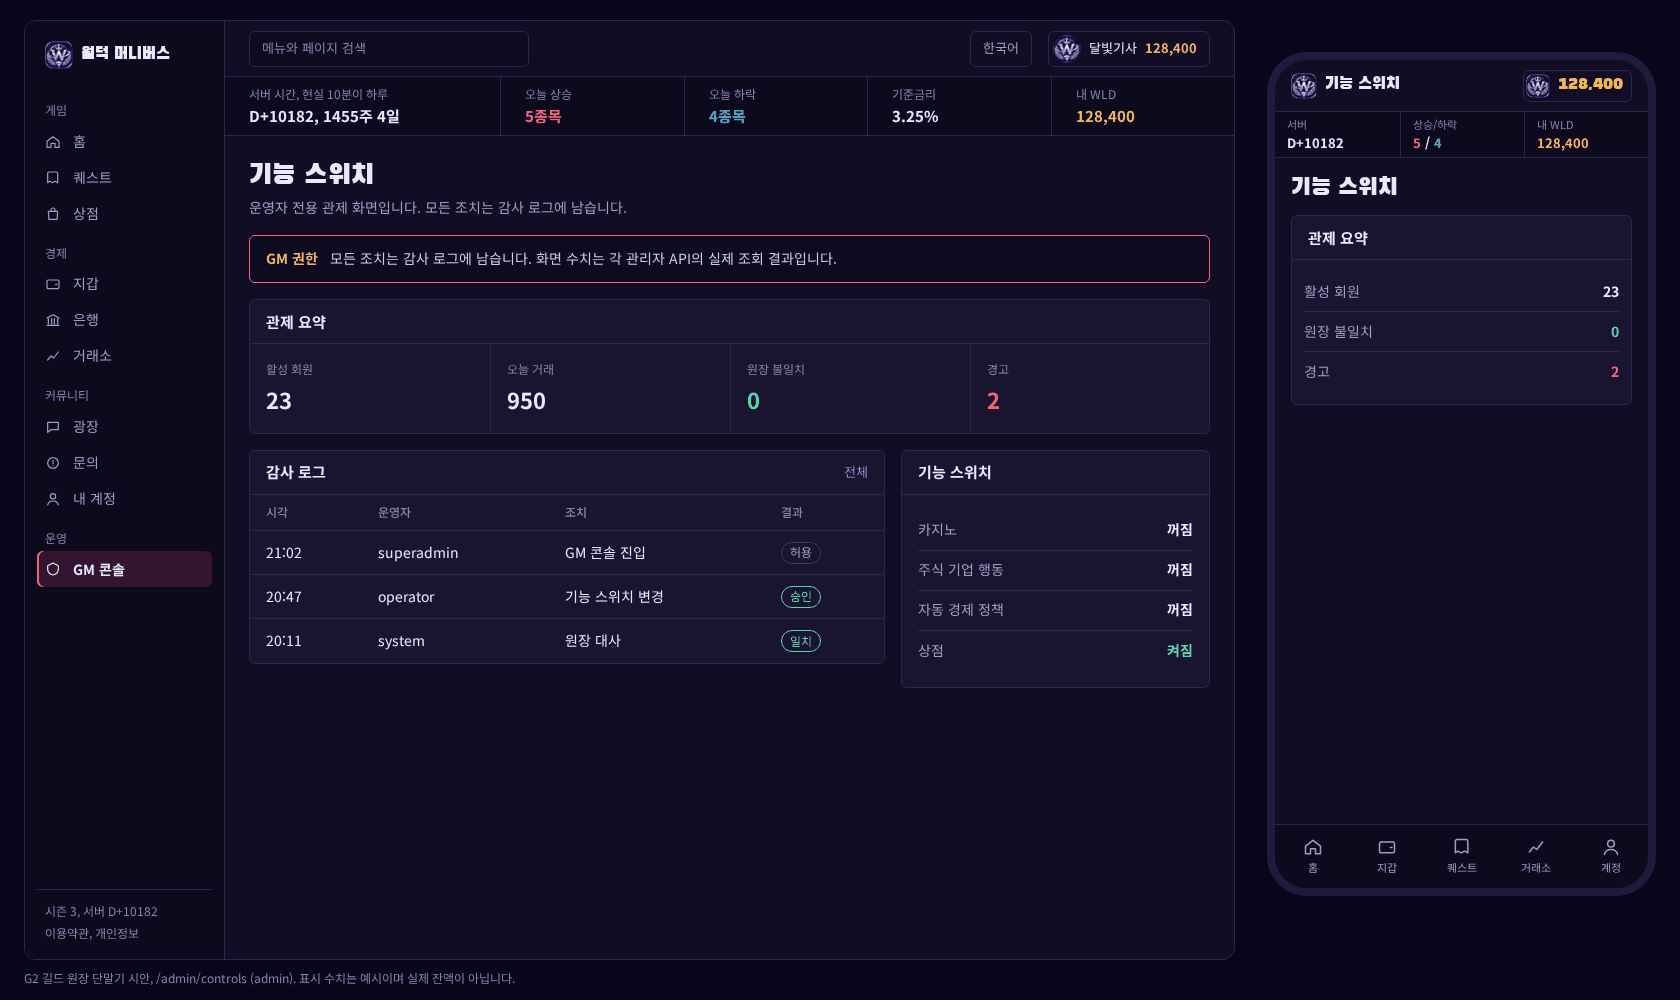 월덕 머니버스
게임
홈
퀘스트
상점
경제
지갑
은행
거래소
커뮤니티
광장
문의
내 계정
운영
GM 콘솔
시즌 3, 서버 D+10182
이용약관, 개인정보
메뉴와 페이지 검색
한국어
달빛기사 128,400
서버 시간, 현실 10분이 하루
D+10182, 1455주 4일
오늘 상승
5종목
오늘 하락
4종목
기준금리
3.25%
내 WLD
128,400
기능 스위치
운영자 전용 관제 화면입니다. 모든 조치는 감사 로그에 남습니다.
GM 권한 모든 조치는 감사 로그에 남습니다. 화면 수치는 각 관리자 API의 실제 조회 결과입니다.
관제 요약
활성 회원
23
오늘 거래
950
원장 불일치
0
경고
2
감사 로그 전체
시각 운영자 조치 결과
21:02 superadmin GM 콘솔 진입 허용
20:47 operator 기능 스위치 변경 승인
20:11 system 원장 대사 일치
기능 스위치
카지노 꺼짐
주식 기업 행동 꺼짐
자동 경제 정책 꺼짐
상점 켜짐
기능 스위치 128,400
서버
D+10182
상승/하락
5 / 4
내 WLD
128,400
기능 스위치
관제 요약
활성 회원 23
원장 불일치 0
경고 2
홈
지갑
퀘스트
거래소
계정
G2 길드 원장 단말기 시안, /admin/controls (admin). 표시 수치는 예시이며 실제 잔액이 아닙니다.